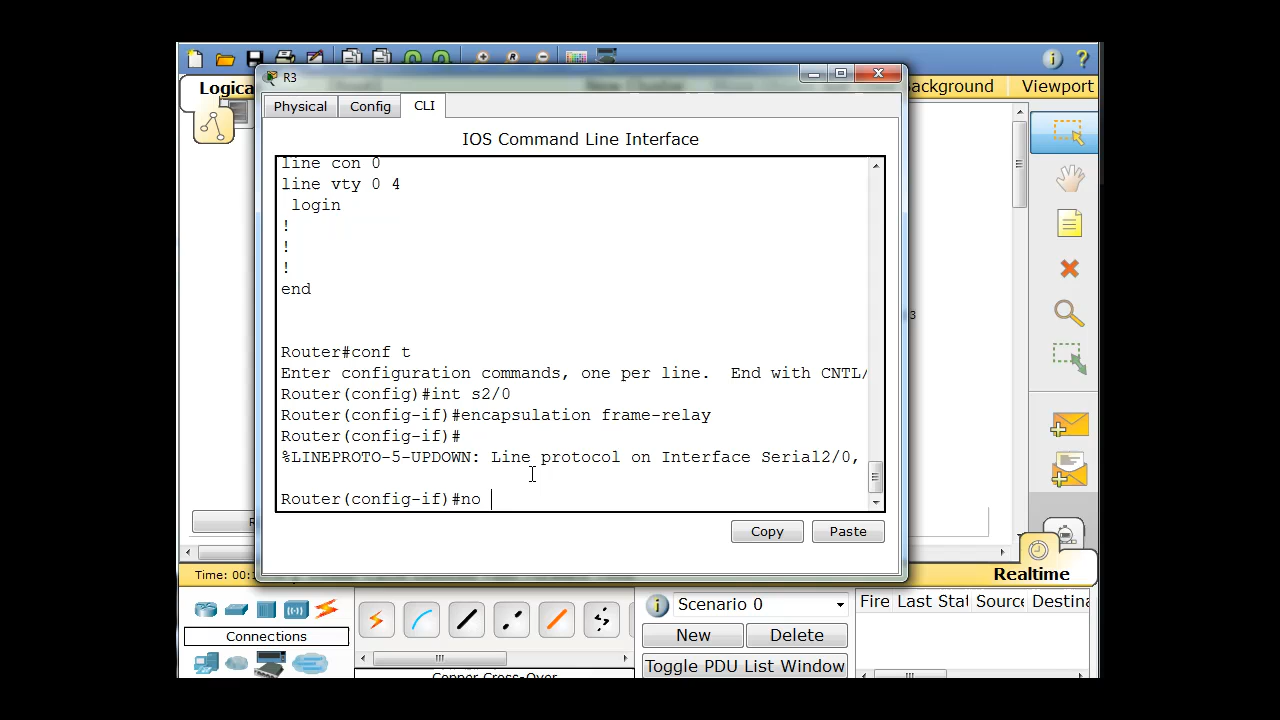 R3
Logica
ackground
Viewport
Physical
Config
CLI
IOS Command Line Interface
line con 0
line vty 0 4
login
!
!
!
end
Router#conf t
Enter configuration commands, one per line.  End with CNTL/
Router(config)#int s2/0
Router(config-if)#encapsulation frame-relay
Router(config-if)#
%LINEPROTO-5-UPDOWN: Line protocol on Interface Serial2/0,
Router(config-if)#no
3
Copy
Paste
Time: 00:
Realtime
Connections
Copper Cross-Over
Scenario 0
New
Delete
Toggle PDU List Window
Fire
Last Stat
Source
Destina